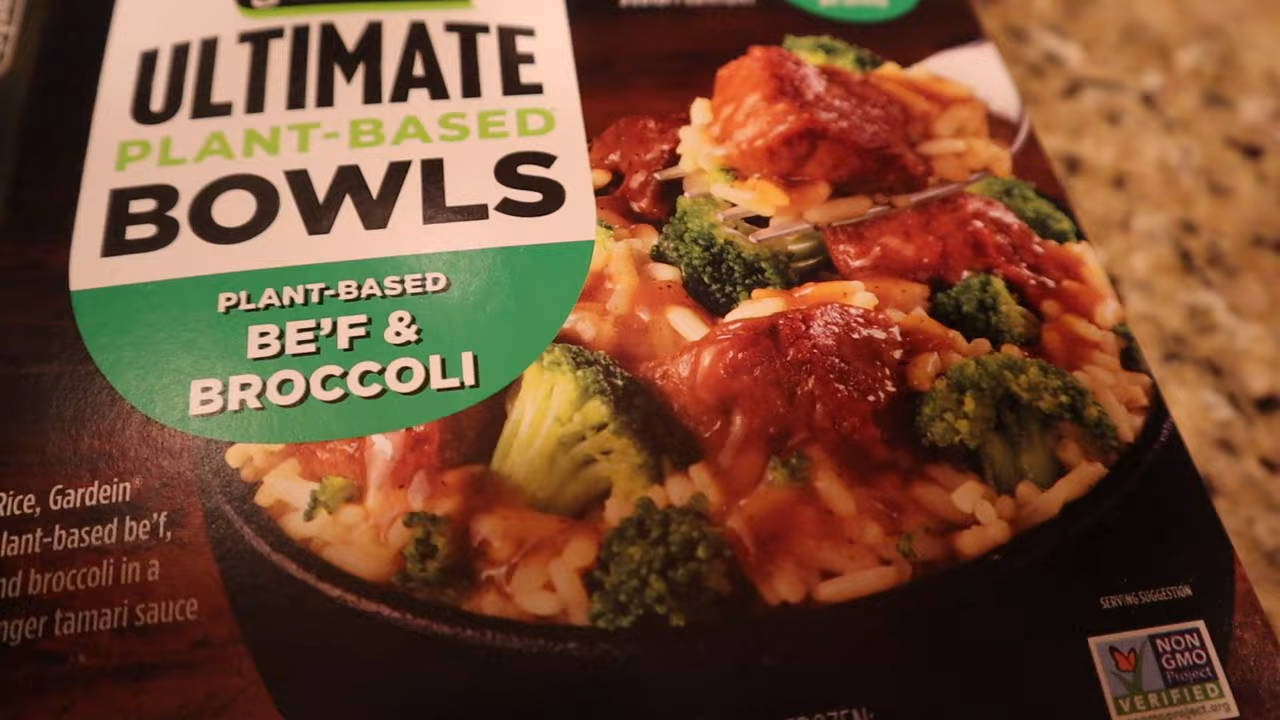 ULTIMATE
PLANT-BASED
BOWLS
PLANT-BASED
BE'F &
BROCCOLI
Rice, Gardein®
lant-based be'f,
nd broccoli in a
nger tamari sauce
SERVING SUGGESTION
NON
GMO
Project
VERIFIED